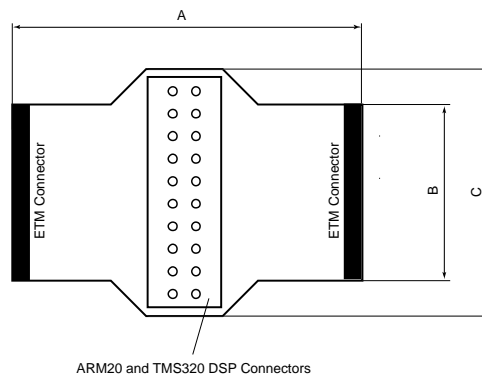 A
ETM Connector
ETM Connector
B
C
ARM20 and TMS320 DSP Connectors